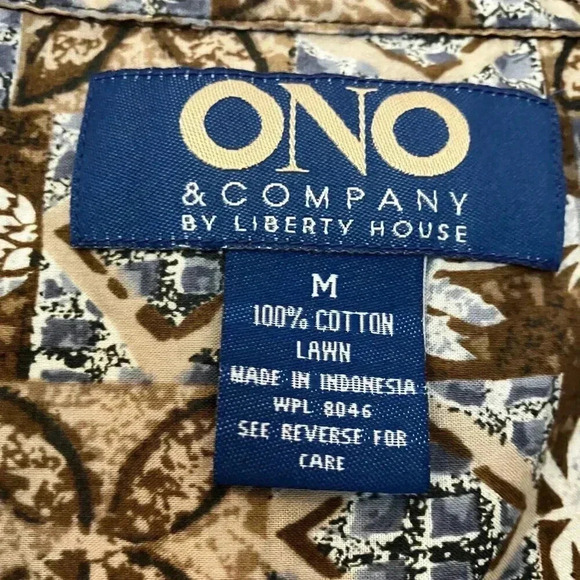 ONO
& COMPANY
BY LIBERTY HOUSE
M
100% COTTON
LAWN
MADE IN INDONESIA
WPL 8046
SEE REVERSE FOR
CARE